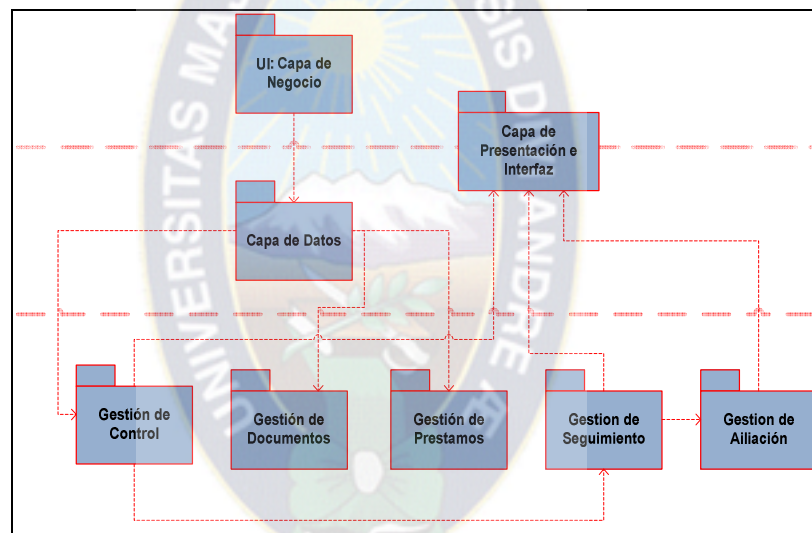 UI: Capa de
Negocio
Capa de
Presentación e
Interfaz
Capa de Datos
Gestión de
Control
Gestión de
Documentos
Gestión de
Prestamos
Gestion de
Seguimiento
Gestion de
Ailiación
UNIVERSITAS